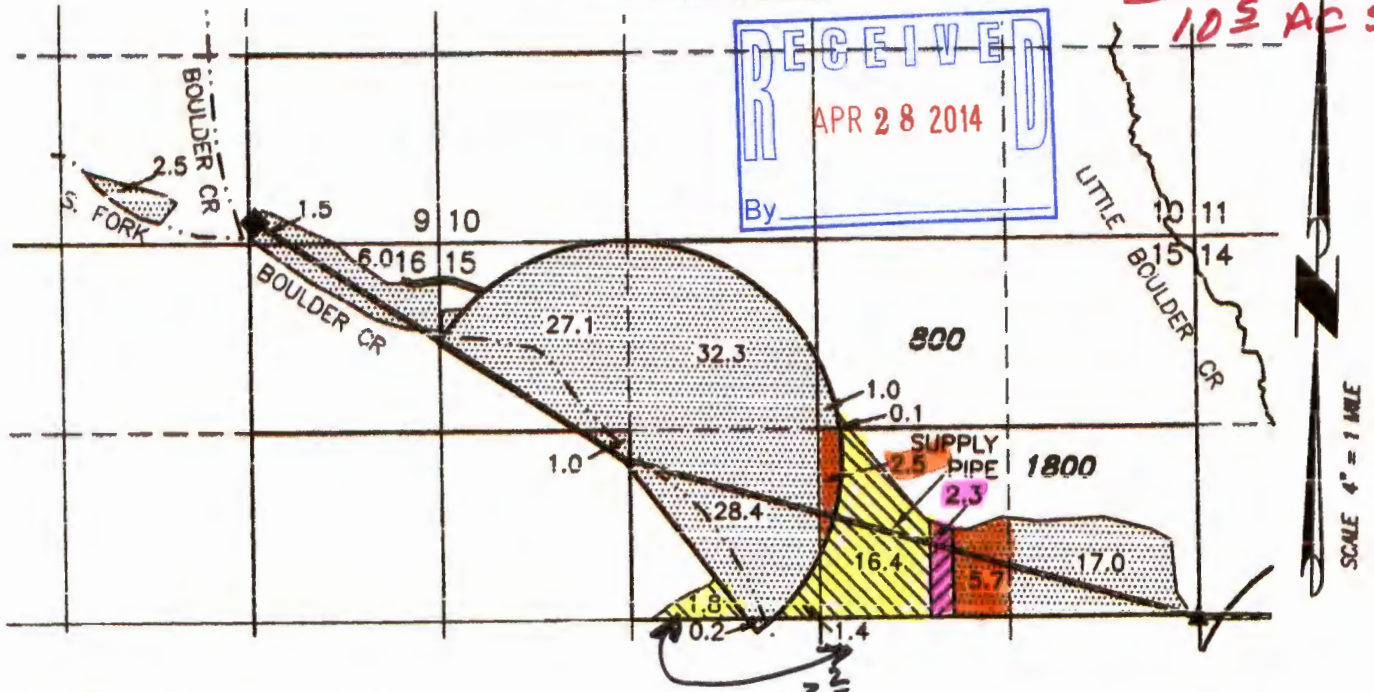 10 5 AC S
RECEIVED
APR 28 2014
By
BOULDER CR
2.5
S. FORK
1.5
9 10
6.0 16 15
BOULDER CR
LITTLE BOULDER CR
10 11
15 14
27.1
32.3
800
1.0
0.1
SUPPLY PIPE
2.5
1800
2.3
1.0
28.4
16.4
5.7
17.0
1.8
0.2
1.4
SCALE 4" = 1 MILE
N